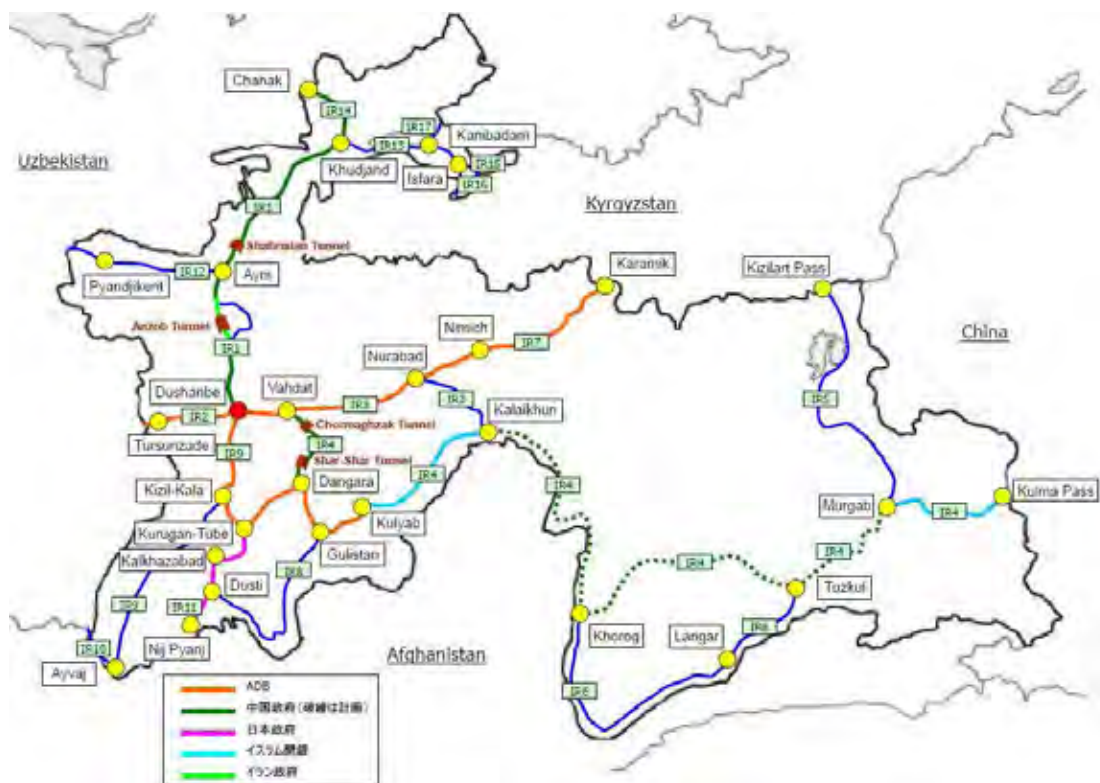 Chanak
IR14
IR17
Kanibadam
IR15
Khudjand
Isfara
IR15
IR16
Uzbekistan
Kyrgyzstan
IR1
Shahristan Tunnel
Karamik
Kizilart Pass
IR12
Ayni
Pyandjikent
China
Anzob Tunnel
Nimich
IR7
IR1
Nurabad
Dushanbe
Vahdat
IR3
IR3
IR5
IR2
Kalaikhun
Tursunzade
Chormaghzak Tunnel
IR4
IR9
Shar-Shar Tunnel
IR4
IR4
Dangara
Kizil-Kala
Kulma Pass
Murgab
IR4
Kulyab
Kurugan-Tube
Gulistan
Kalkhazabad
IR4
IR4
IR8
Dusti
Tuzkul
IR9
IR11
Khorog
Langar
IR6
IR10
Nij Pyanj
Afghanistan
Ayvaj
IR6
ADB
中国政府(破線は計画)
日本政府
イスラム開銀
イラン政府